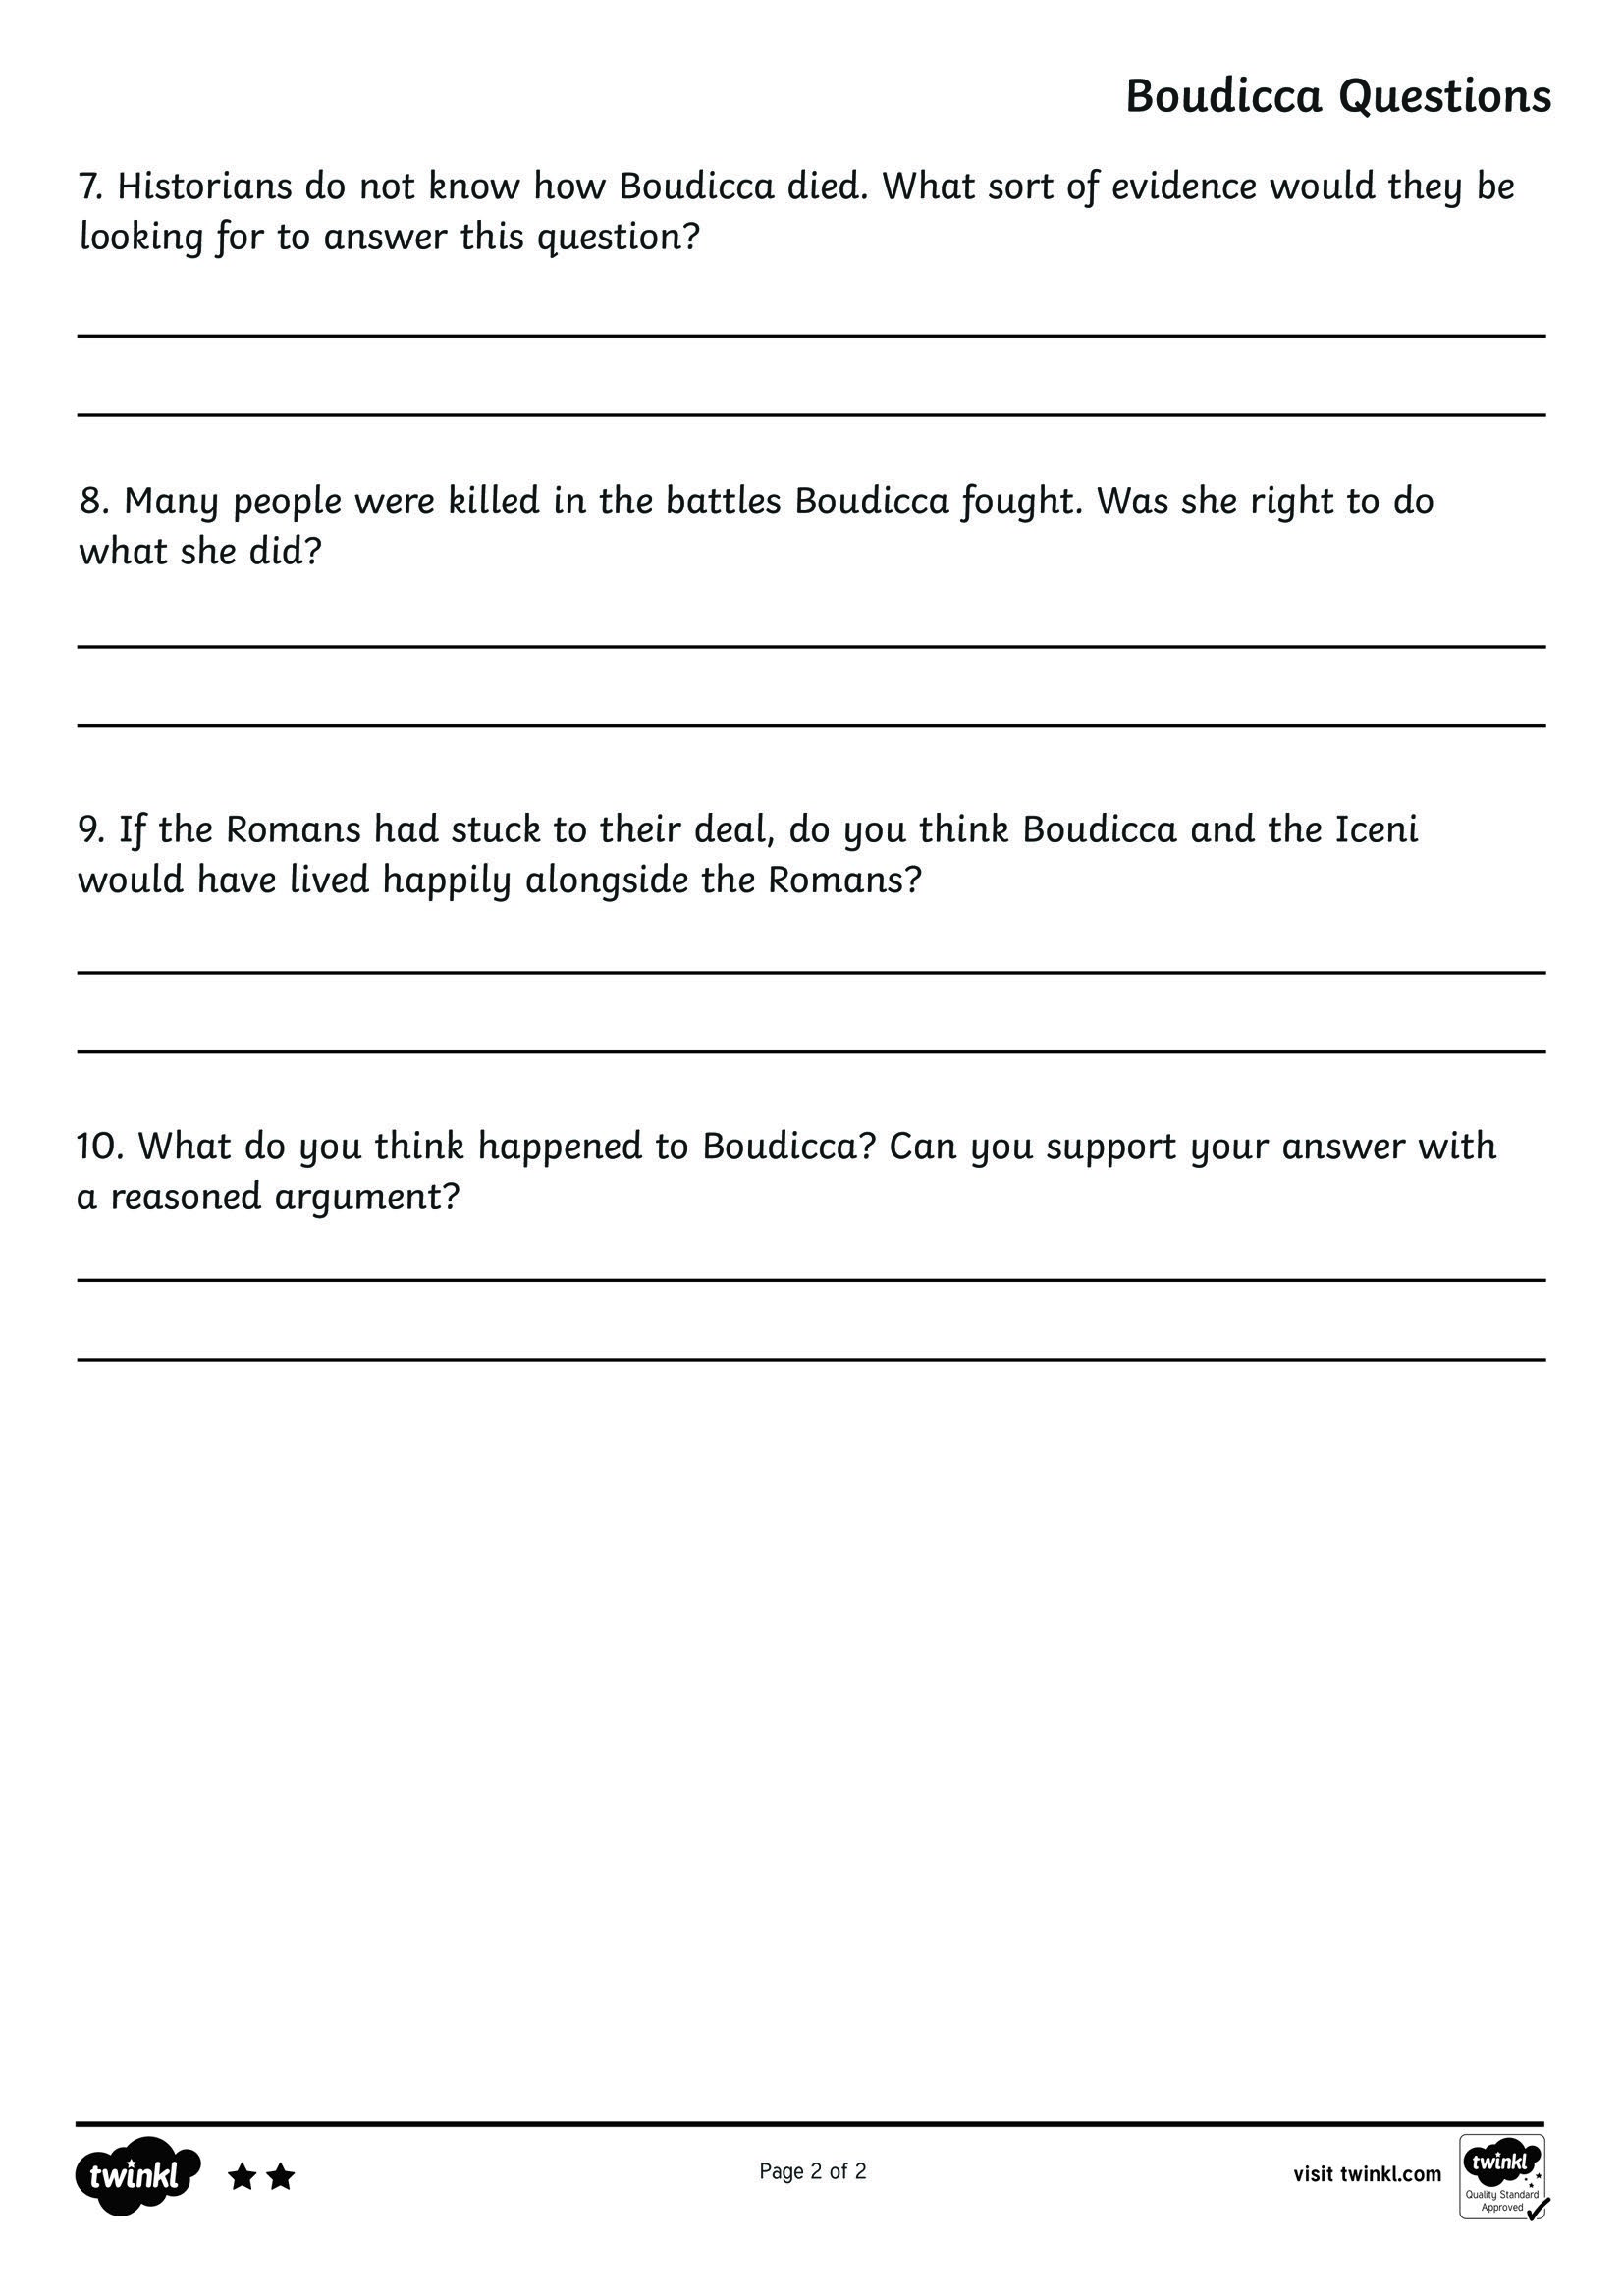 Boudicca Questions
7. Historians do not know how Boudicca died. What sort of evidence would they be
looking for to answer this question?
8. Many people were killed in the battles Boudicca fought. Was she right to do
what she did?
9. If the Romans had stuck to their deal, do you think Boudicca and the Iceni
would have lived happily alongside the Romans?
10. What do you think happened to Boudicca? Can you support your answer with
a reasoned argument?
twinkl
Page 2 of 2
visit twinkl.com
twinkl
Quality Standard
Approved